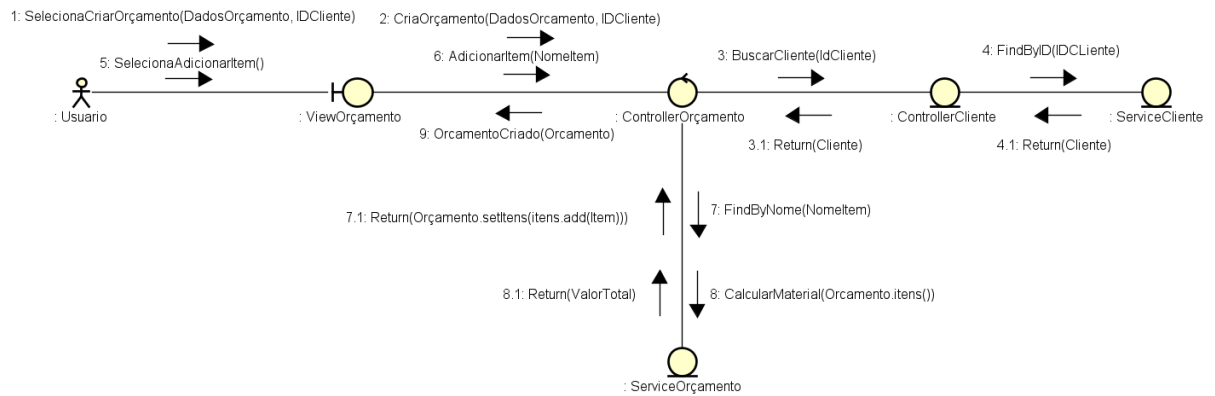 1: SelecionaCriarOrçamento(DadosOrçamento, IDCliente)
2: CriaOrçamento(DadosOrcamento, IDCliente)
5: SelecionaAdicionarItem()
6: AdicionarItem(NomeItem)
3: BuscarCliente(IdCliente)
4: FindByID(IDCLiente)
: Usuario
: ViewOrçamento
: ControllerOrçamento
: ControllerCliente
: ServiceCliente
9: OrcamentoCriado(Orcamento)
3.1: Return(Cliente)
4.1: Return(Cliente)
7.1: Return(Orçamento.setItens(itens.add(Item)))
7: FindByNome(NomeItem)
8.1: Return(ValorTotal)
8: CalcularMaterial(Orcamento.itens())
: ServiceOrçamento